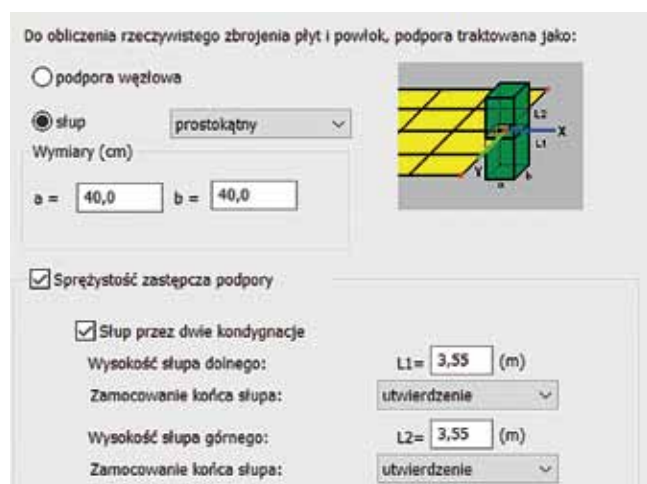 Do obliczenia rzeczywistego zbrojenia płyt i powłok, podpora traktowana jako:
podpora węzłowa
słup prostokątny
Wymiary (cm)
a = 40,0 b = 40,0
L2
X
L1
Y
b
a
Sprężystość zastępcza podpory
Słup przez dwie kondygnacje
Wysokość słupa dolnego: L1= 3,55 (m)
Zamocowanie końca słupa: utwierdzenie
Wysokość słupa górnego: L2= 3,55 (m)
Zamocowanie końca słupa: utwierdzenie